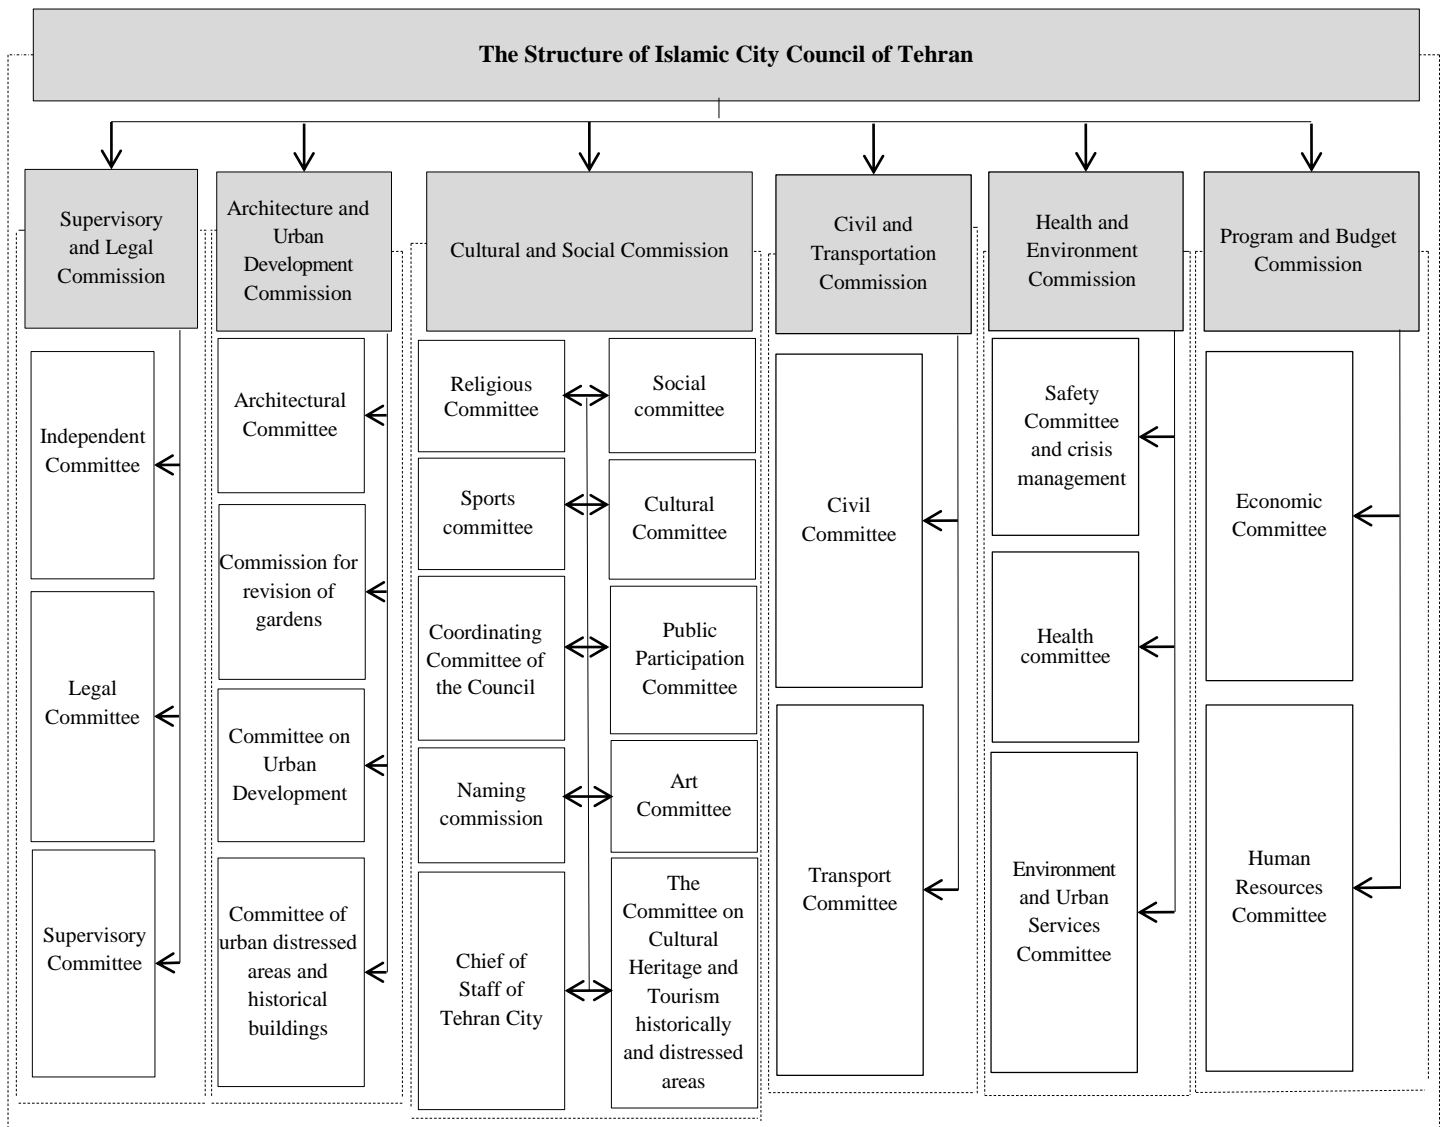 The Structure of Islamic City Council of Tehran
Supervisory
and Legal
Commission
Independent
Committee
Legal
Committee
Supervisory
Committee
Architecture and
Urban
Development
Commission
Architectural
Committee
Commission for
revision of
gardens
Committee on
Urban
Development
Committee of
urban distressed
areas and
historical
buildings
Cultural and Social Commission
Religious
Committee
Social
committee
Sports
committee
Cultural
Committee
Coordinating
Committee of
the Council
Public
Participation
Committee
Naming
commission
Art
Committee
Chief of
Staff of
Tehran City
The
Committee on
Cultural
Heritage and
Tourism
historically
and distressed
areas
Civil and
Transportation
Commission
Civil
Committee
Transport
Committee
Health and
Environment
Commission
Safety
Committee
and crisis
management
Health
committee
Environment
and Urban
Services
Committee
Program and Budget
Commission
Economic
Committee
Human
Resources
Committee